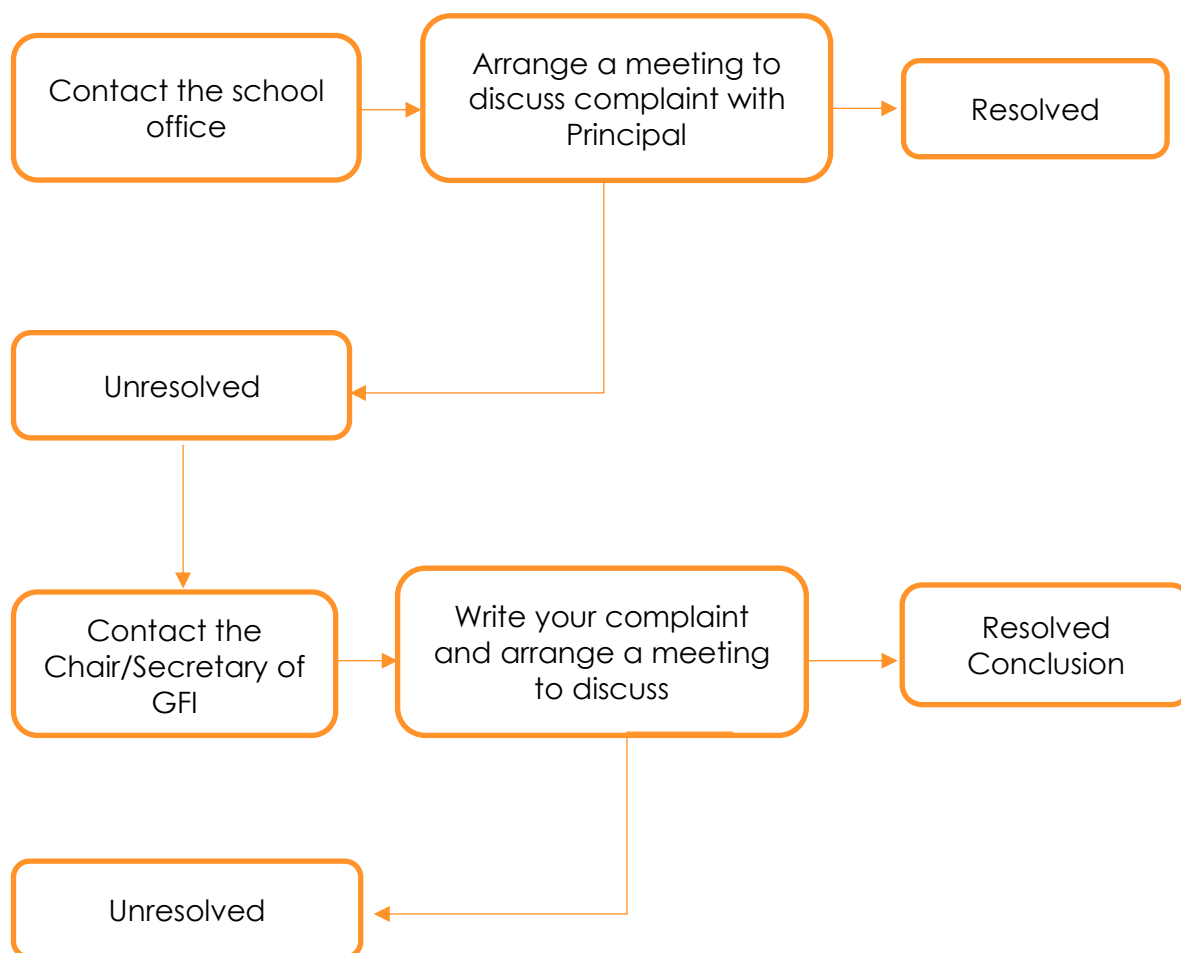 Contact the school
office
Arrange a meeting to
discuss complaint with
Principal
Resolved
Unresolved
Contact the
Chair/Secretary of
GFI
Write your complaint
and arrange a meeting
to discuss
Resolved
Conclusion
Unresolved